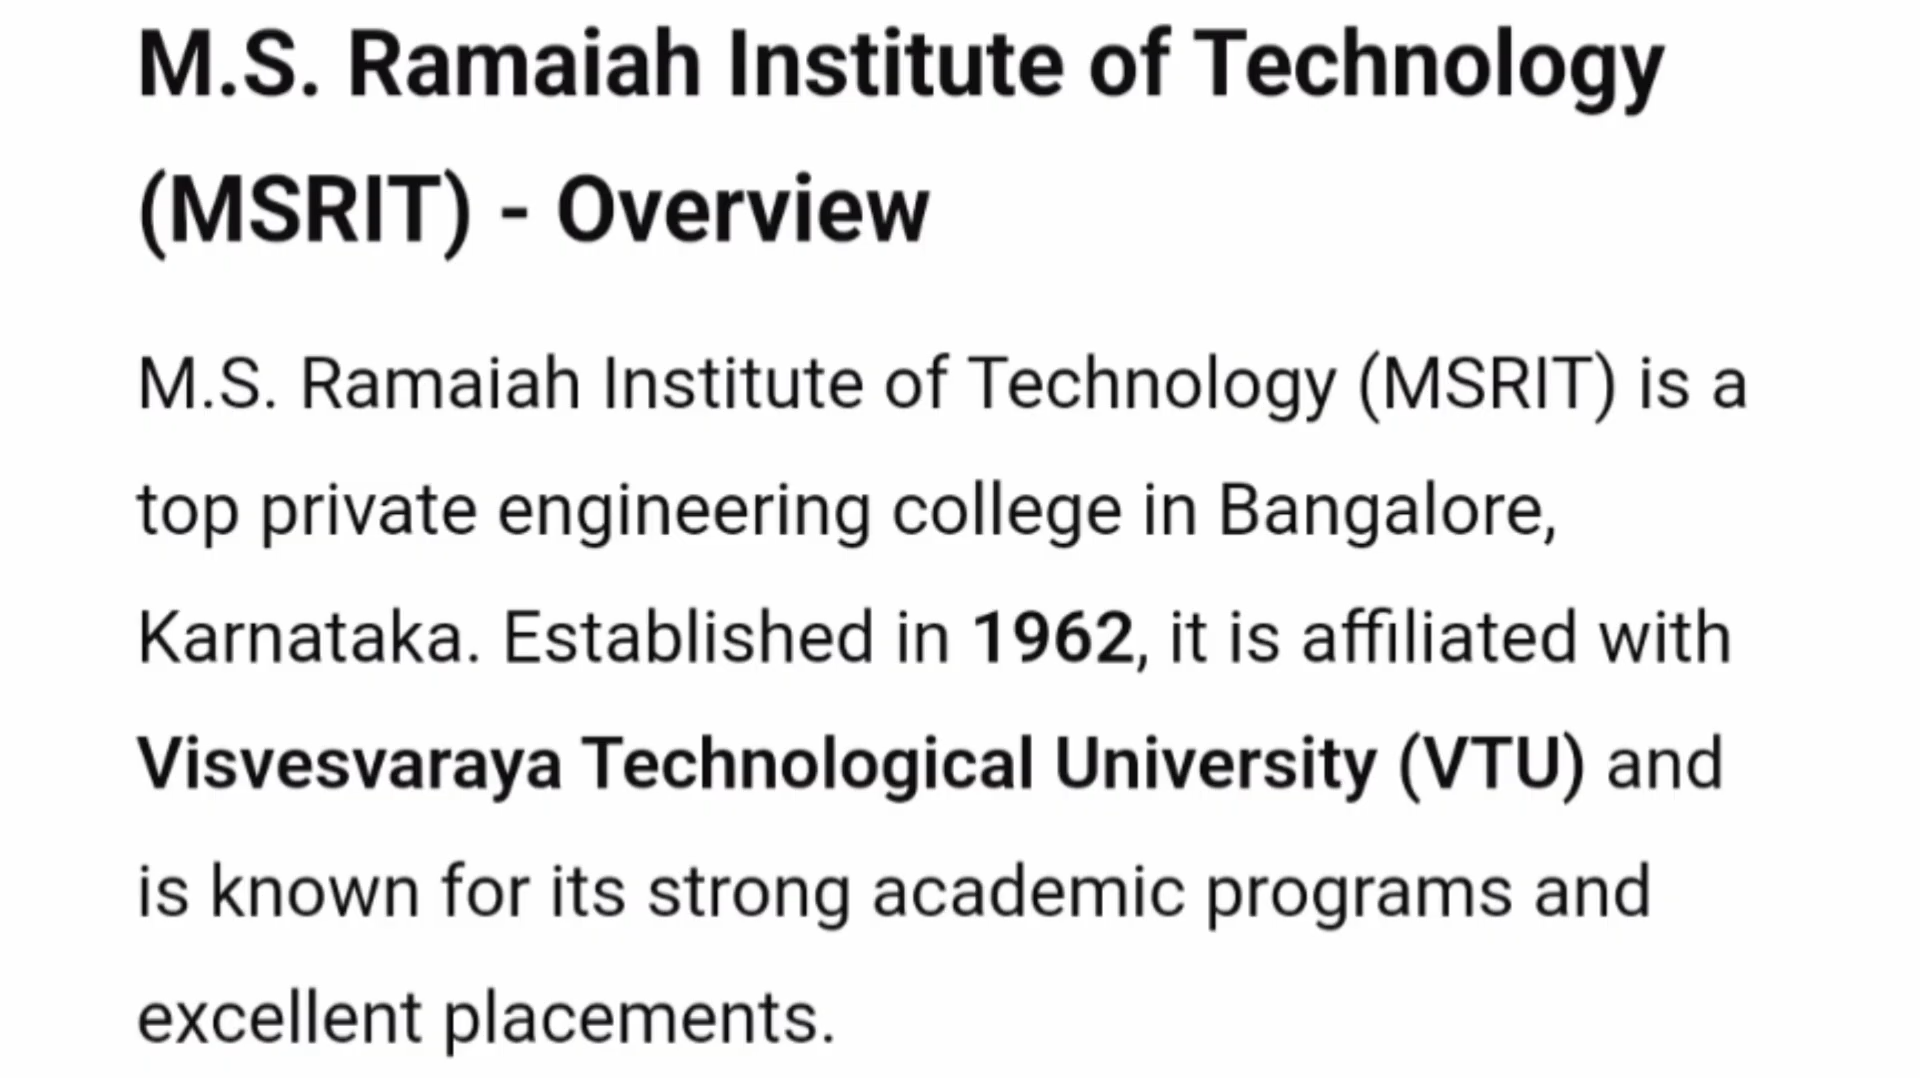 M.S. Ramaiah Institute of Technology
(MSRIT) - Overview
M.S. Ramaiah Institute of Technology (MSRIT) is a
top private engineering college in Bangalore,
Karnataka. Established in 1962, it is affiliated with
Visvesvaraya Technological University (VTU) and
is known for its strong academic programs and
excellent placements.